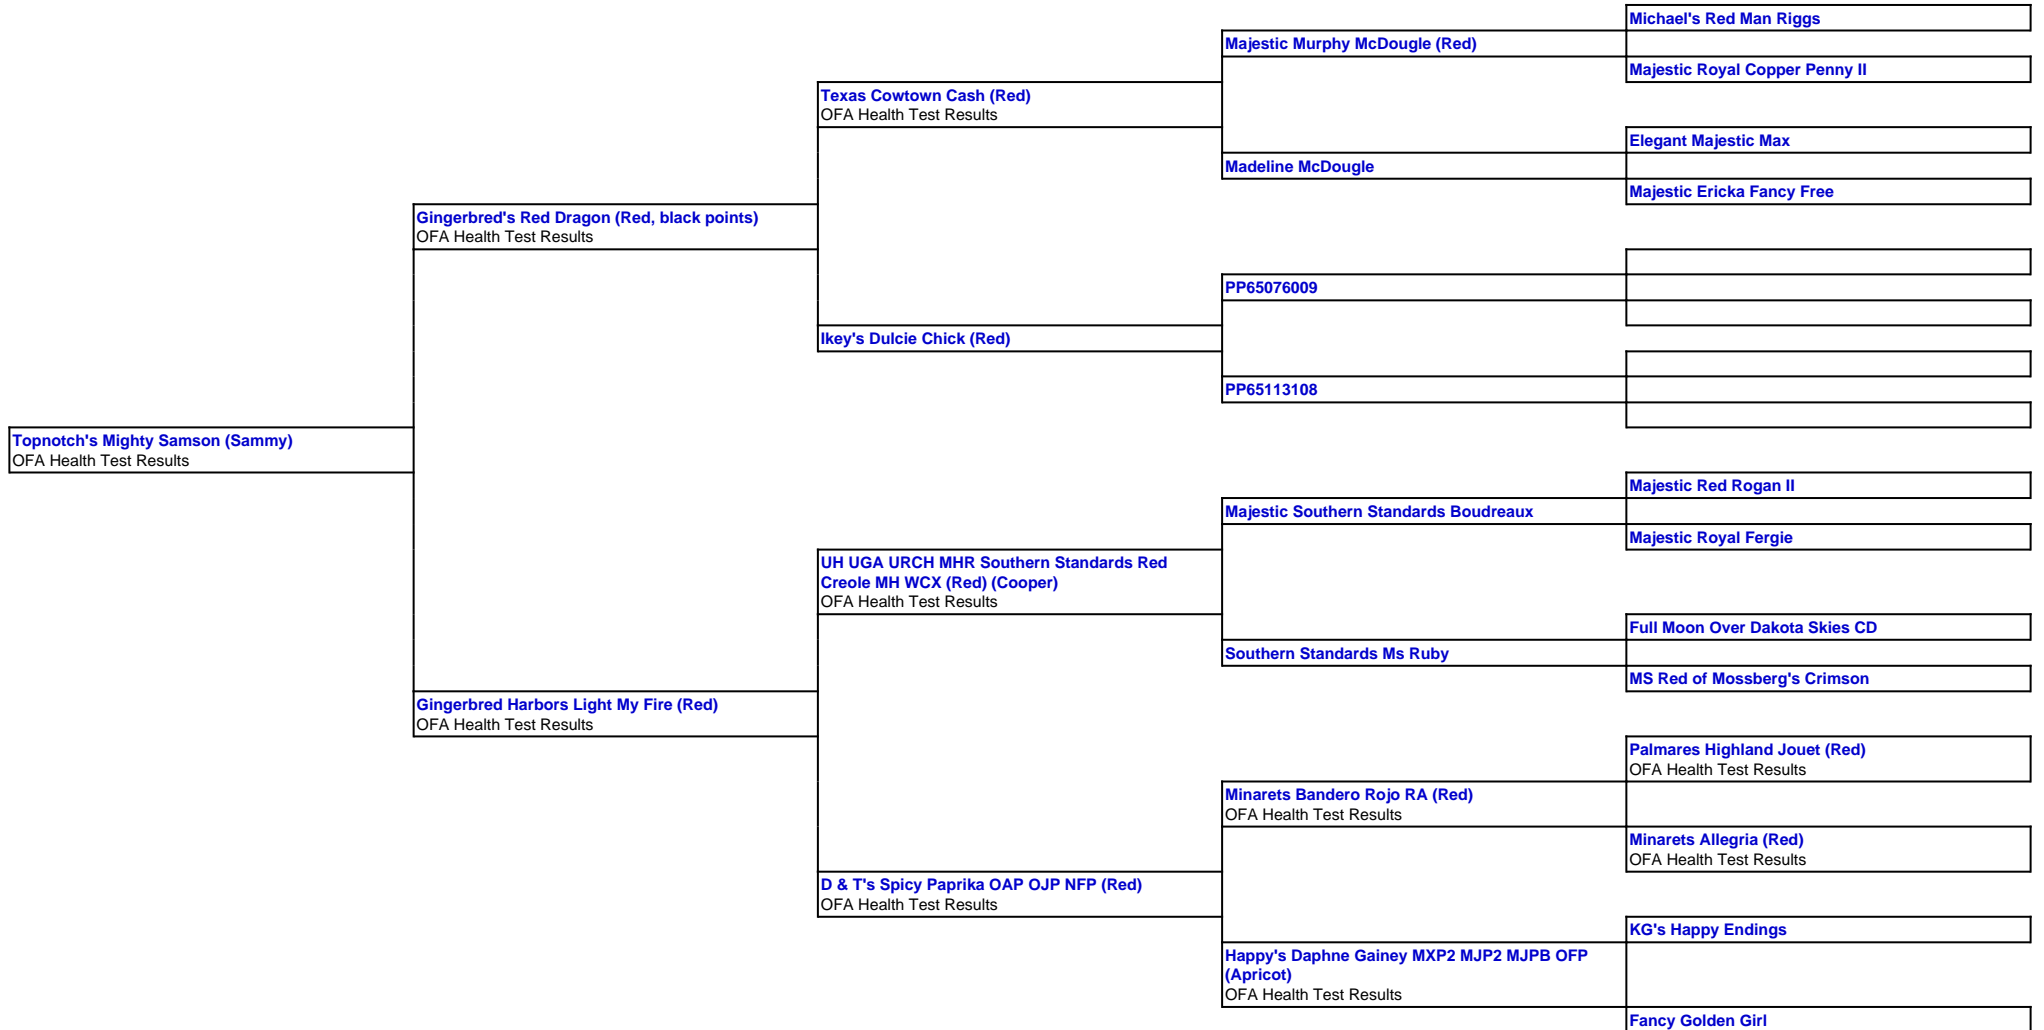 Michael's Red Man Riggs
Majestic Murphy McDougle (Red)
Majestic Royal Copper Penny II
Texas Cowtown Cash (Red)
OFA Health Test Results
Elegant Majestic Max
Madeline McDougle
Majestic Ericka Fancy Free
Gingerbred's Red Dragon (Red, black points)
OFA Health Test Results
PP65076009
Ikey's Dulcie Chick (Red)
PP65113108
Topnotch's Mighty Samson (Sammy)
OFA Health Test Results
Majestic Red Rogan II
Majestic Southern Standards Boudreaux
Majestic Royal Fergie
UH UGA URCH MHR Southern Standards Red
Creole MH WCX (Red) (Cooper)
OFA Health Test Results
Full Moon Over Dakota Skies CD
Southern Standards Ms Ruby
MS Red of Mossberg's Crimson
Gingerbred Harbors Light My Fire (Red)
OFA Health Test Results
Palmares Highland Jouet (Red)
OFA Health Test Results
Minarets Bandero Rojo RA (Red)
OFA Health Test Results
Minarets Allegria (Red)
OFA Health Test Results
D & T's Spicy Paprika OAP OJP NFP (Red)
OFA Health Test Results
KG's Happy Endings
Happy's Daphne Gainey MXP2 MJP2 MJPB OFP
(Apricot)
OFA Health Test Results
Fancy Golden Girl